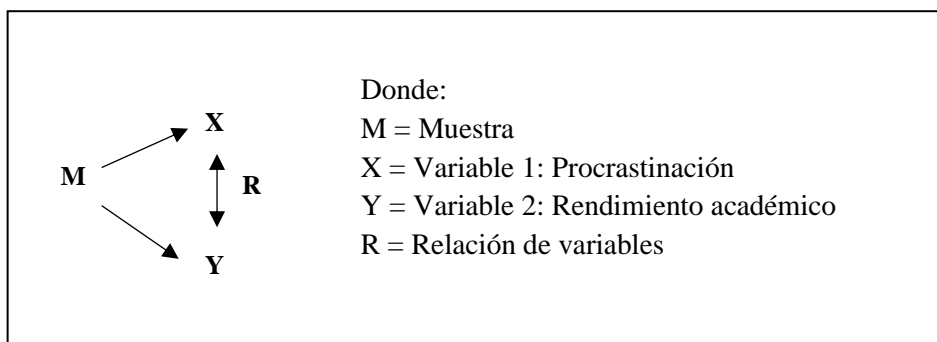 Donde:
M = Muestra
X = Variable 1: Procrastinación
Y = Variable 2: Rendimiento académico
R = Relación de variables
X
M
R
Y